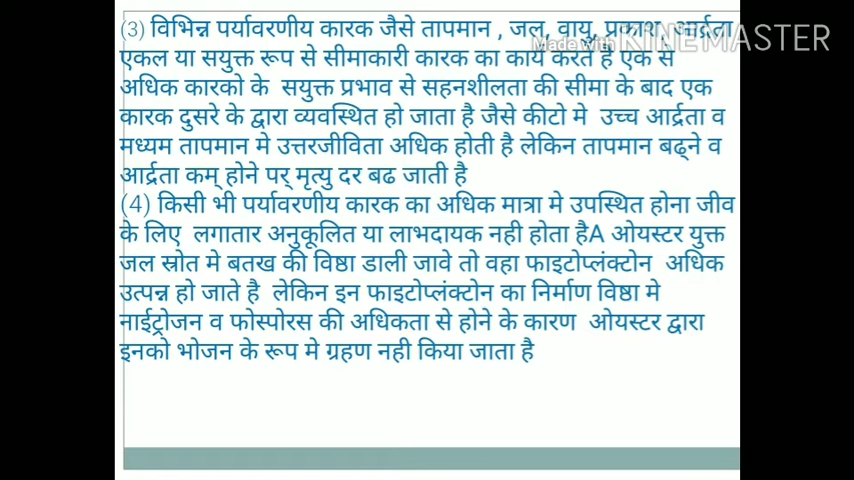 (3) विभिन्न पर्यावरणीय कारक जैसे तापमान , जल, वायु, प्रकाश, आर्द्रता
Made with KINEMASTER
एकल या सयुक्त रूप से सीमाकारी कारक का कार्य करते है एक से
अधिक कारको के सयुक्त प्रभाव से सहनशीलता की सीमा के बाद एक
कारक दुसरे के द्वारा व्यवस्थित हो जाता है जैसे कीटो मे उच्च आर्द्रता व
मध्यम तापमान मे उत्तरजीविता अधिक होती है लेकिन तापमान बढ्ने व
आर्द्रता कम् होने पर् मृत्यु दर बढ जाती है
(4) किसी भी पर्यावरणीय कारक का अधिक मात्रा मे उपस्थित होना जीव
के लिए लगातार अनुकूलित या लाभदायक नही होता हैA ओयस्टर युक्त
जल स्रोत मे बतख की विष्ठा डाली जावे तो वहा फाइटोप्लंक्टोन अधिक
उत्पन्न हो जाते है लेकिन इन फाइटोप्लंक्टोन का निर्माण विष्ठा मे
नाईट्रोजन व फोस्पोरस की अधिकता से होने के कारण ओयस्टर द्वारा
इनको भोजन के रूप मे ग्रहण नही किया जाता है